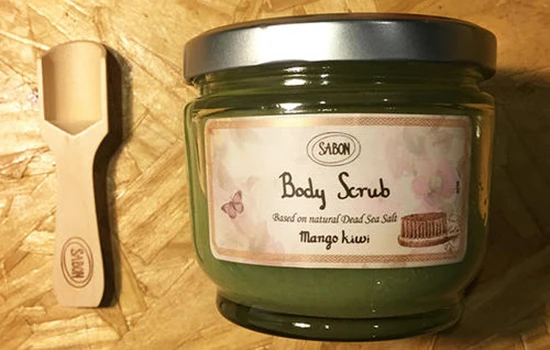 SABON
Body Scrub
Based on natural Dead Sea Salt
Mango kiwi
SABON